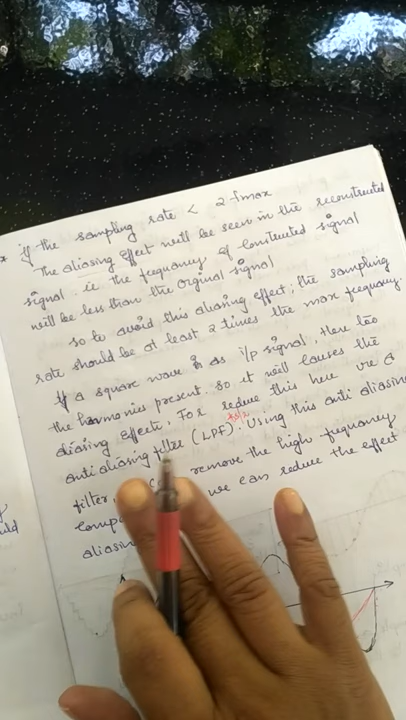 * if the sampling rate < 2 fmax
The aliasing effect will be seen in the reconstructed
signal. ie the frequency of constructed signal
will be less than the orginal signal
so to avoid this aliasing effect; the sampling
rate should be at least 2 times the max frequency.
If a square wave is as i/p signal, Here too
the harmonics present. so it will causes the
aliasing effects, For reduce this here use a
anti aliasing filter (LPF). Using this anti aliasing
filter, remove the high frequency
we can reduce the effect